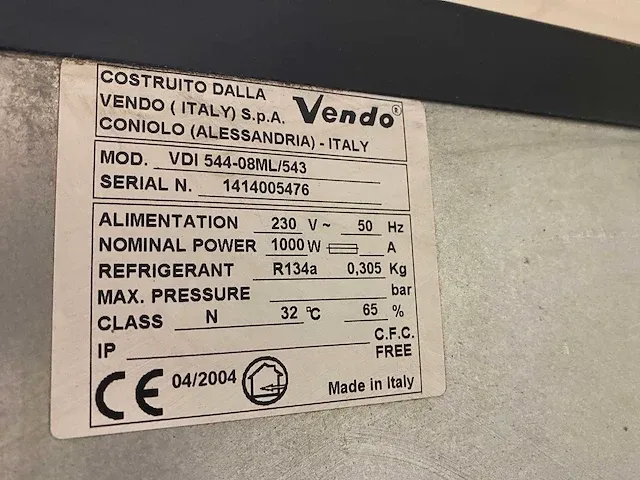 COSTRUITO DALLA
VENDO ( ITALY) S.p.A. Vendo®
CONIOLO (ALESSANDRIA) - ITALY
MOD. VDI 544-08ML/543
SERIAL N. 1414005476
ALIMENTATION 230 V ~ 50 Hz
NOMINAL POWER 1000 W A
REFRIGERANT R134a 0,305 Kg
MAX. PRESSURE bar
CLASS N 32 °C 65 %
IP C.F.C. FREE
CE 04/2004 Made in Italy